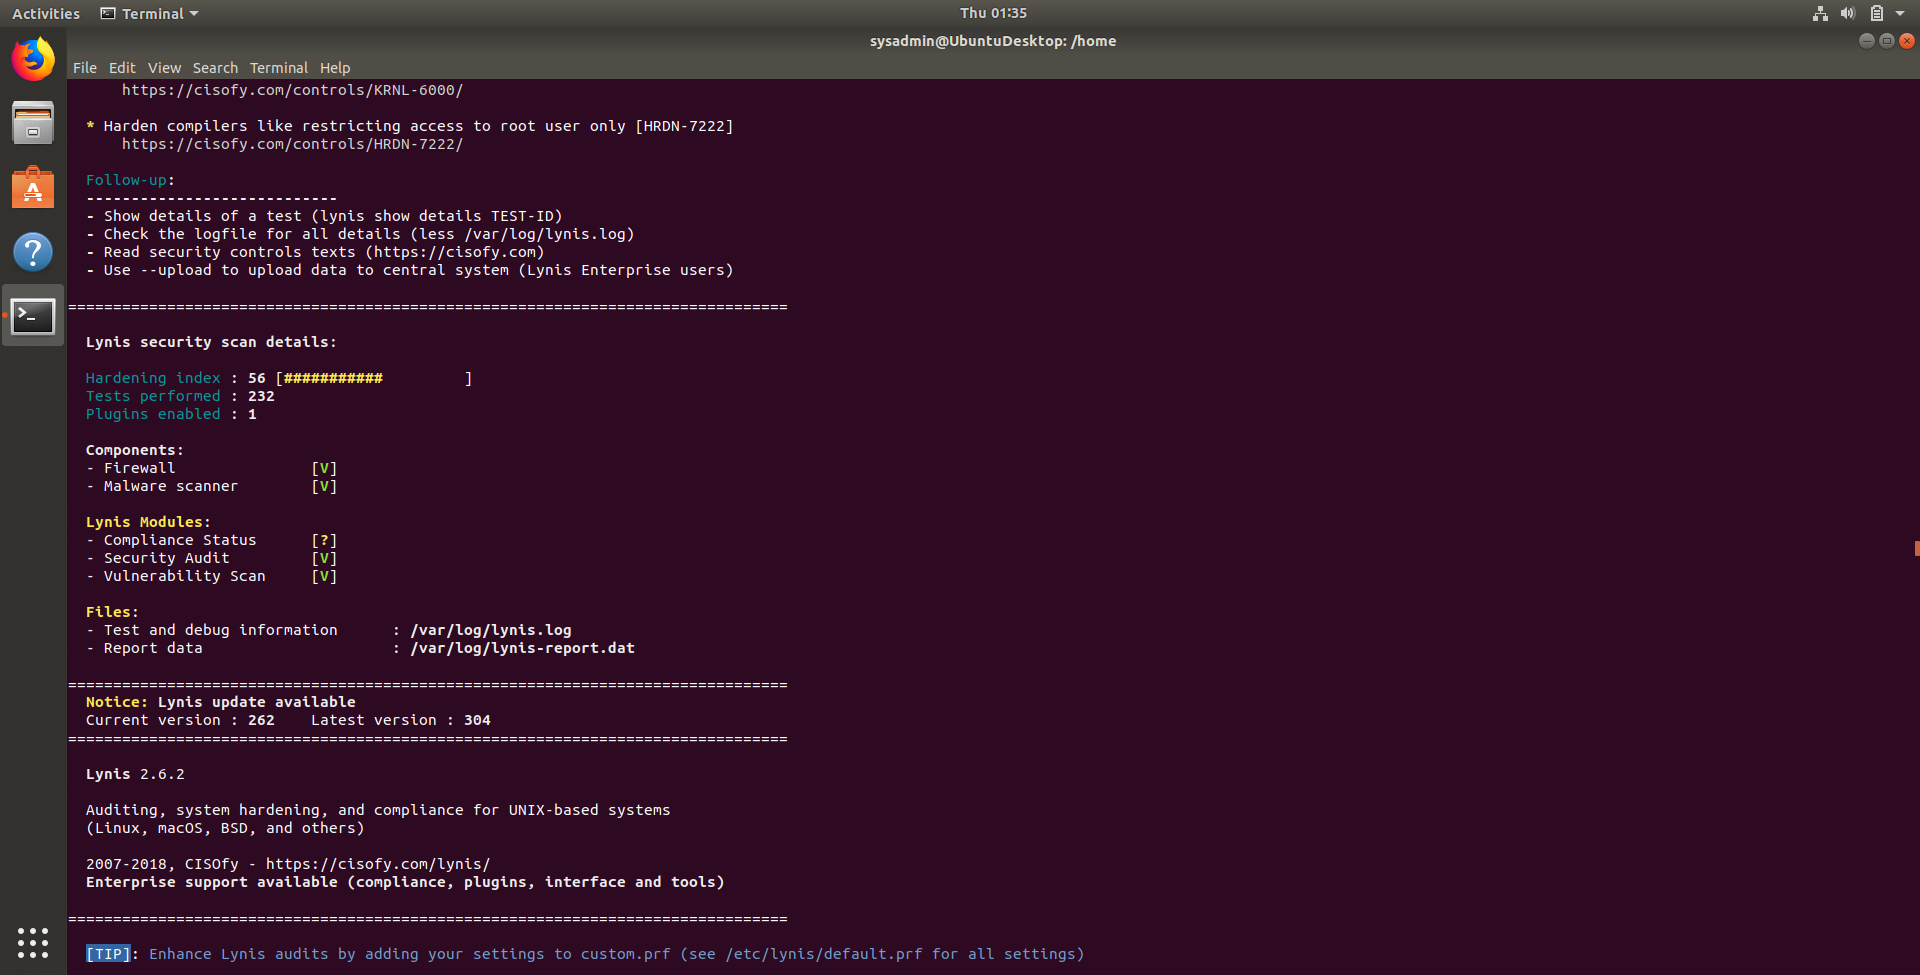 Activities Terminal Thu 01:35
sysadmin@UbuntuDesktop: /home
File Edit View Search Terminal Help
https://cisofy.com/controls/KRNL-6000/
* Harden compilers like restricting access to root user only [HRDN-7222]
https://cisofy.com/controls/HRDN-7222/
Follow-up:
----------------------------
- Show details of a test (lynis show details TEST-ID)
- Check the logfile for all details (less /var/log/lynis.log)
- Read security controls texts (https://cisofy.com)
- Use --upload to upload data to central system (Lynis Enterprise users)
================================================================================
Lynis security scan details:
Hardening index : 56 [###########         ]
Tests performed : 232
Plugins enabled : 1
Components:
- Firewall [V]
- Malware scanner [V]
Lynis Modules:
- Compliance Status [?]
- Security Audit [V]
- Vulnerability Scan [V]
Files:
- Test and debug information : /var/log/lynis.log
- Report data : /var/log/lynis-report.dat
================================================================================
Notice: Lynis update available
Current version : 262 Latest version : 304
================================================================================
Lynis 2.6.2
Auditing, system hardening, and compliance for UNIX-based systems
(Linux, macOS, BSD, and others)
2007-2018, CISOfy - https://cisofy.com/lynis/
Enterprise support available (compliance, plugins, interface and tools)
================================================================================
[TIP]: Enhance Lynis audits by adding your settings to custom.prf (see /etc/lynis/default.prf for all settings)